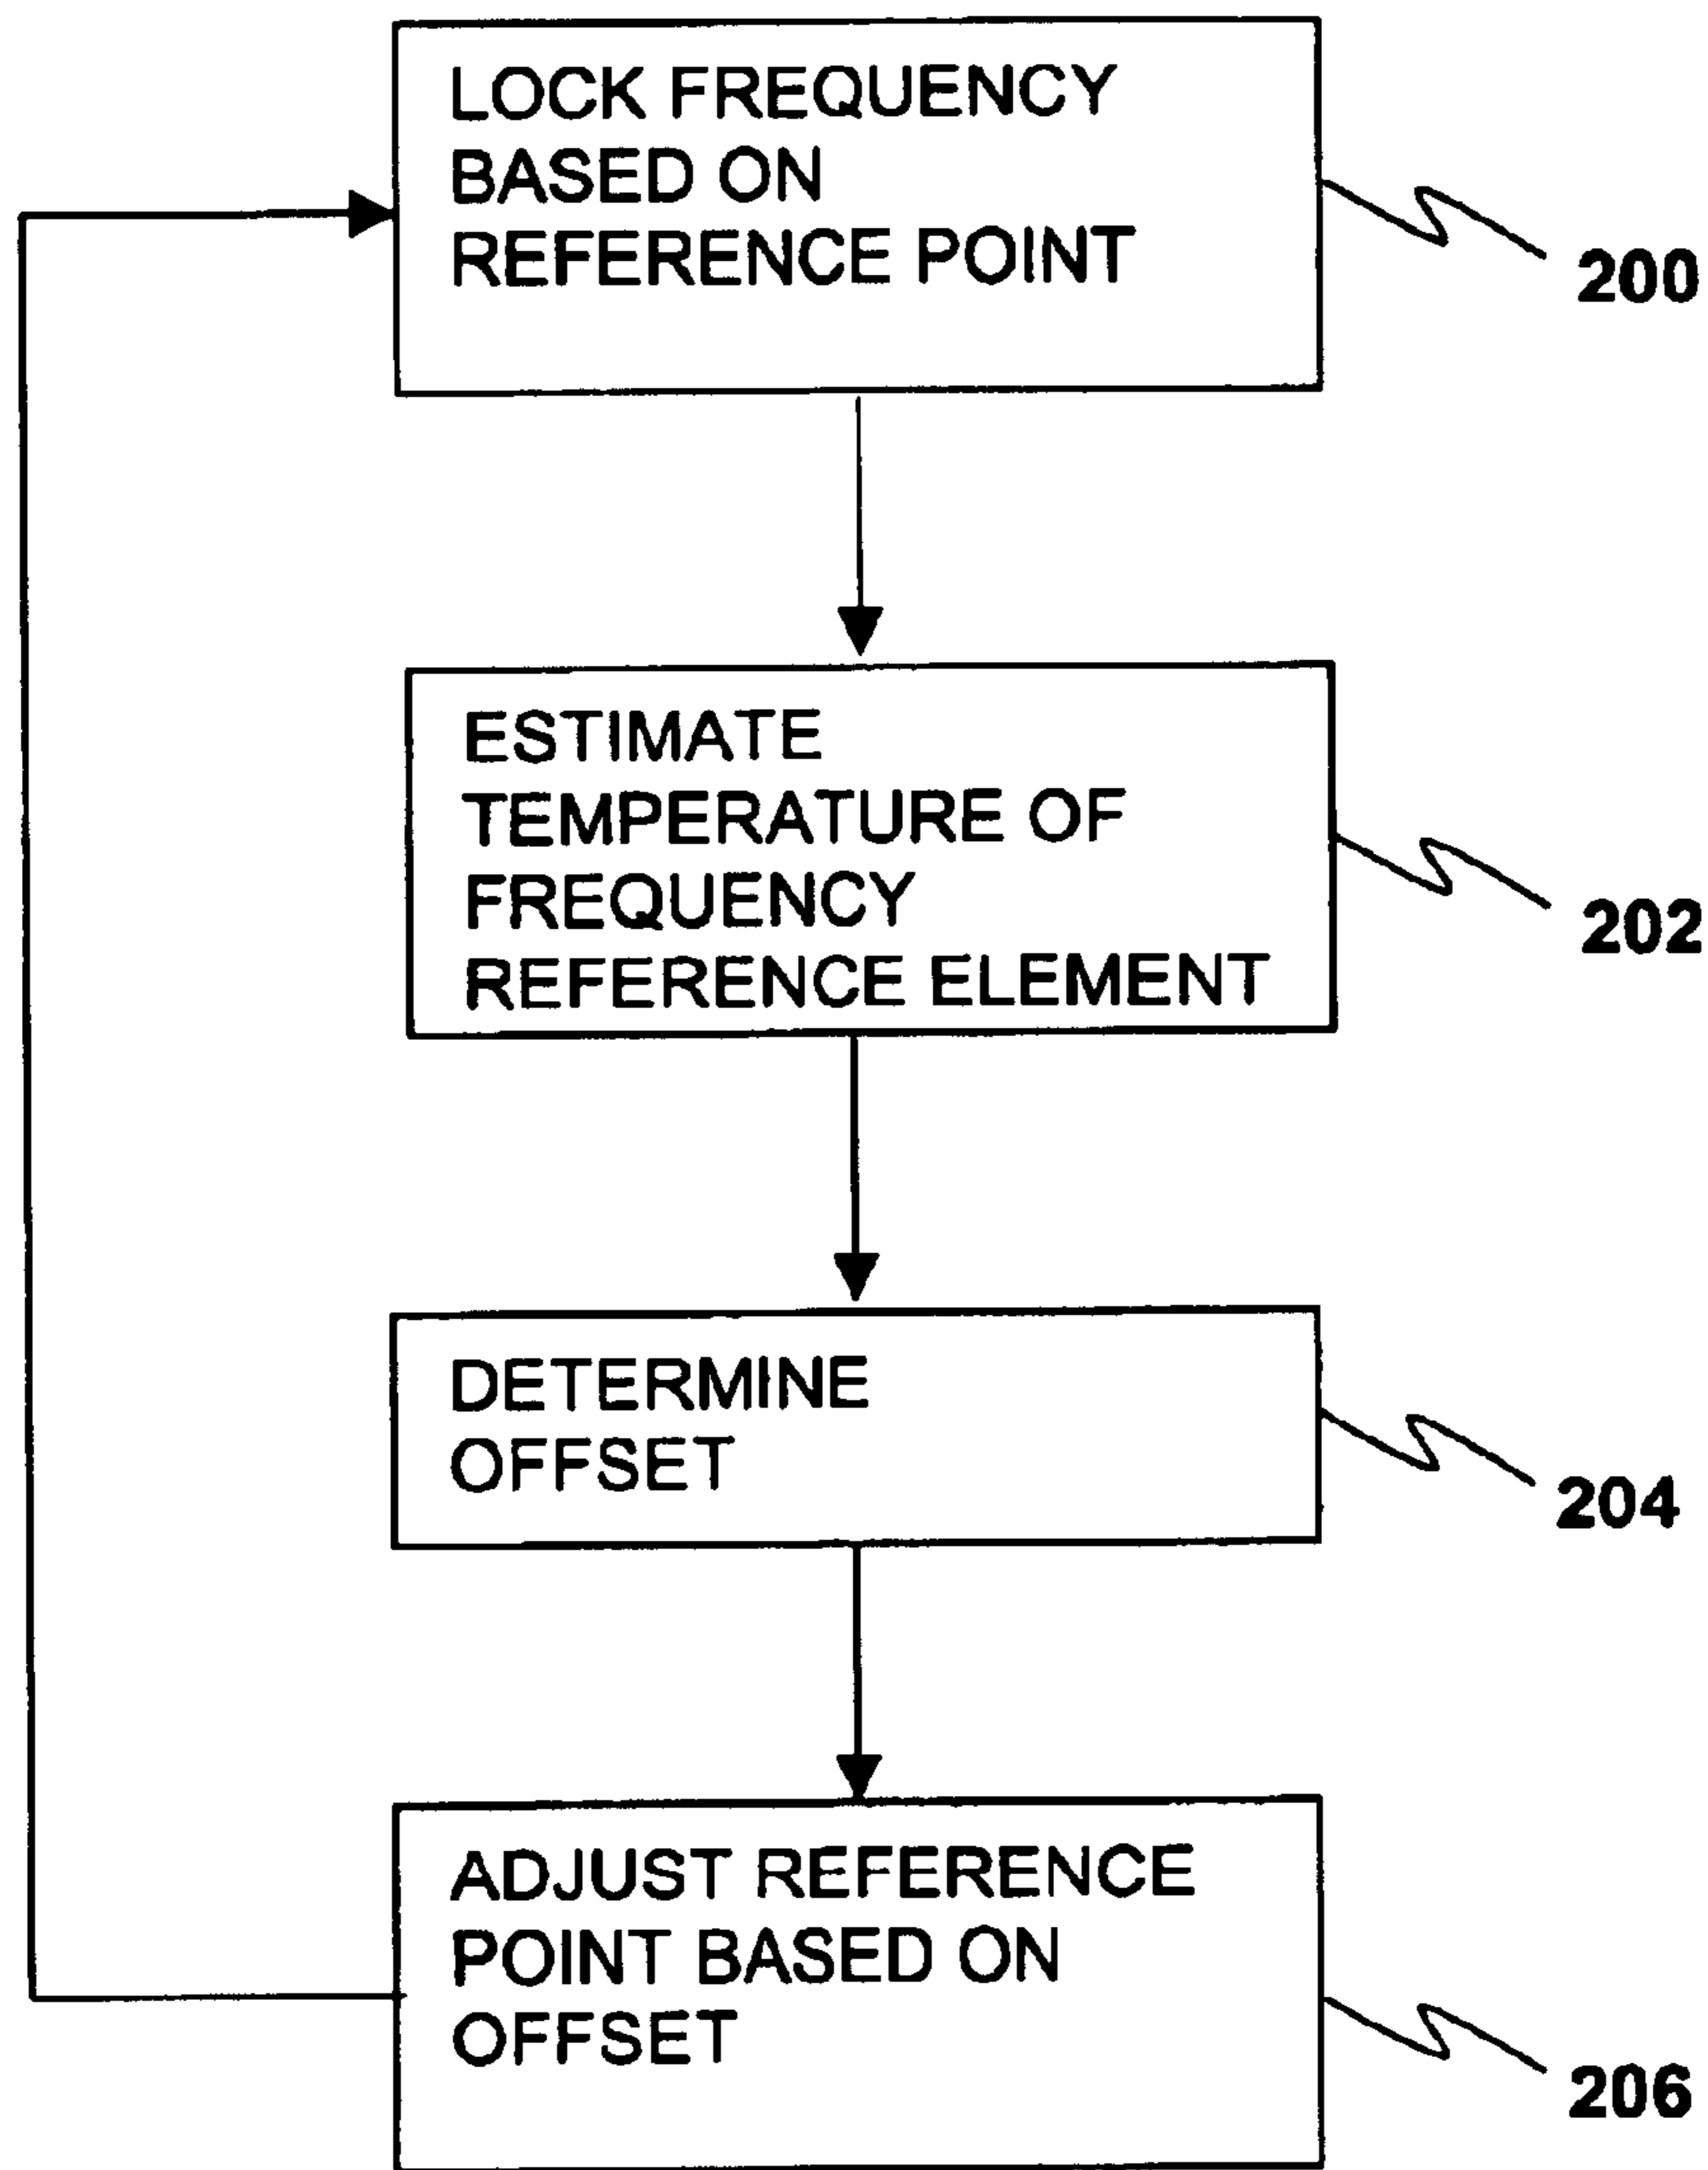 LOCK FREQUENCY
BASED ON
REFERENCE POINT
200
ESTIMATE
TEMPERATURE OF
FREQUENCY
REFERENCE ELEMENT
202
DETERMINE
OFFSET
204
ADJUST REFERENCE
POINT BASED ON
OFFSET
206